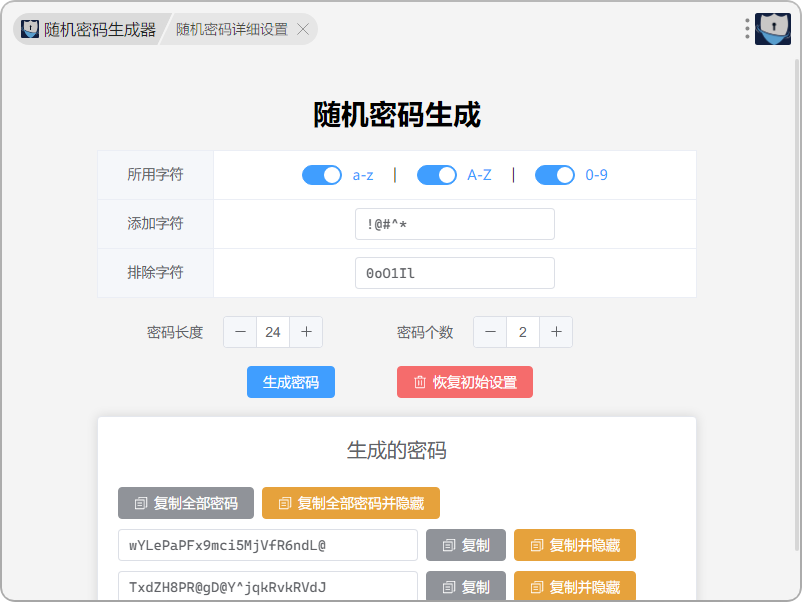 随机密码生成器 随机密码详细设置
随机密码生成
所用字符 a-z | A-Z | 0-9
添加字符 !@#^*
排除字符 0oO1Il
密码长度 － 24 ＋ 密码个数 － 2 ＋
生成密码 恢复初始设置
生成的密码
复制全部密码 复制全部密码并隐藏
wYLePaPFx9mci5MjVfR6ndL@ 复制 复制并隐藏
TxdZH8PR@gD@Y^jqkRvkRVdJ 复制 复制并隐藏